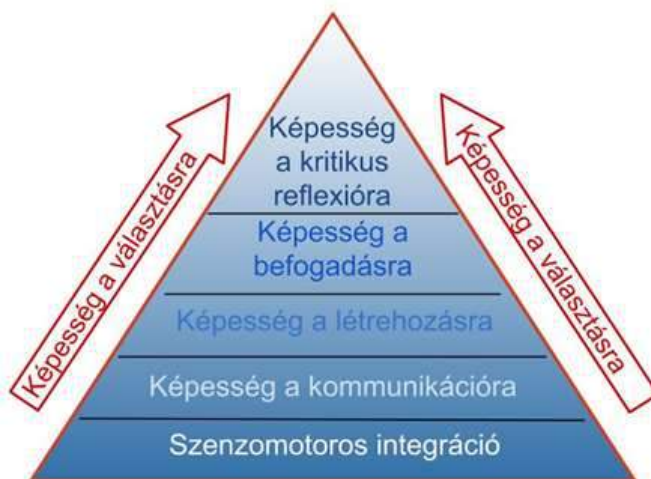 Képesség
a kritikus
reflexióra
Képesség a
befogadásra
Képesség a létrehozásra
Képesség a kommunikációra
Szenzomotoros integráció
Képesség a választásra
Képesség a választásra